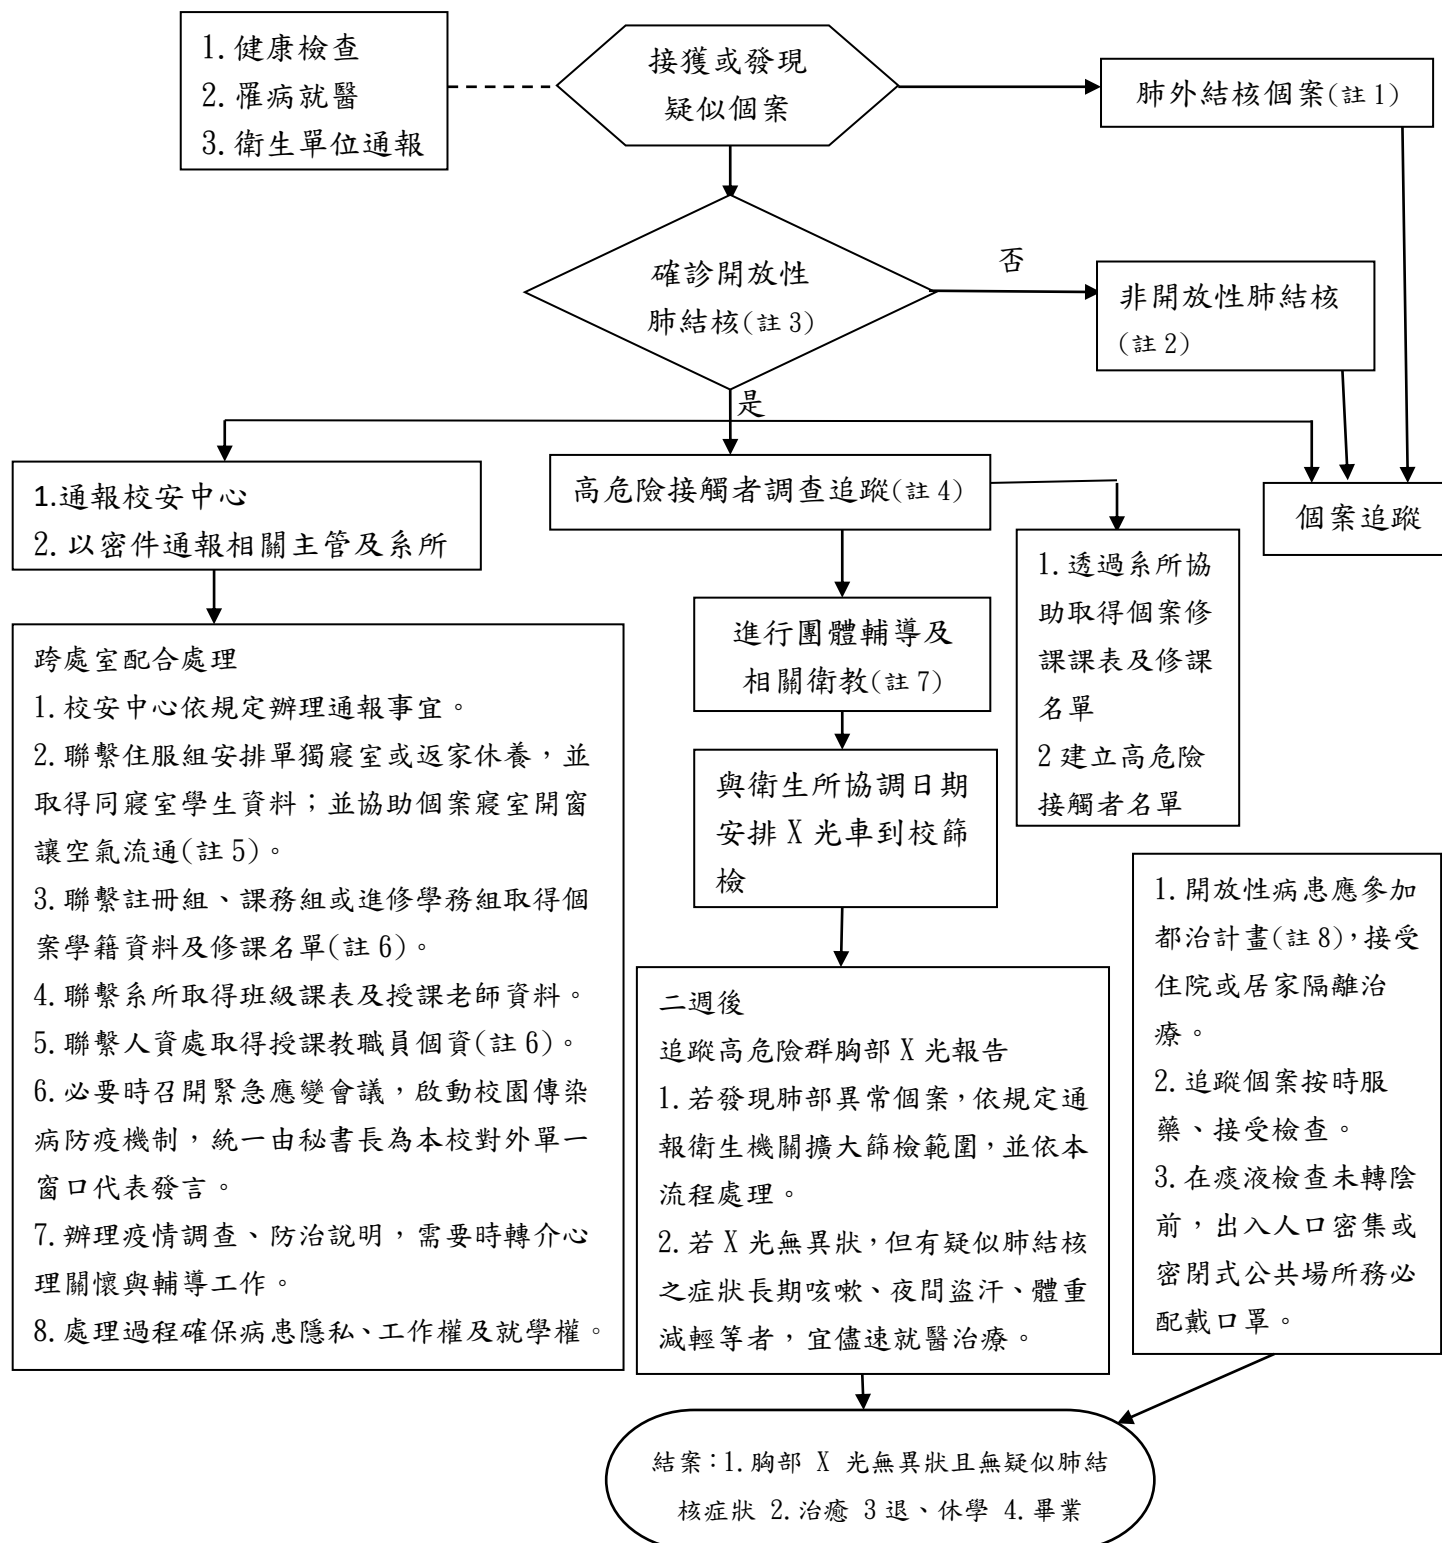 1.健康檢查
2.罹病就醫
3.衛生單位通報
接獲或發現
疑似個案
肺外結核個案(註 1)
確診開放性
肺結核(註 3)
否
非開放性肺結核
(註 2)
是
1.通報校安中心
2.以密件通報相關主管及系所
高危險接觸者調查追蹤(註 4)
個案追蹤
1.透過系所協
助取得個案修
課課表及修課
名單
2 建立高危險
接觸者名單
進行團體輔導及
相關衛教(註 7)
跨處室配合處理
1.校安中心依規定辦理通報事宜。
2.聯繫住服組安排單獨寢室或返家休養，並
取得同寢室學生資料；並協助個案寢室開窗
讓空氣流通(註 5)。
3.聯繫註冊組、課務組或進修學務組取得個
案學籍資料及修課名單(註 6)。
4.聯繫系所取得班級課表及授課老師資料。
5.聯繫人資處取得授課教職員個資(註 6)。
6.必要時召開緊急應變會議，啟動校園傳染
病防疫機制，統一由秘書長為本校對外單一
窗口代表發言。
7.辦理疫情調查、防治說明，需要時轉介心
理關懷與輔導工作。
8.處理過程確保病患隱私、工作權及就學權。
與衛生所協調日期
安排 X 光車到校篩
檢
二週後
追蹤高危險群胸部 X 光報告
1.若發現肺部異常個案，依規定通
報衛生機關擴大篩檢範圍，並依本
流程處理。
2.若 X 光無異狀，但有疑似肺結核
之症狀長期咳嗽、夜間盜汗、體重
減輕等者，宜儘速就醫治療。
1.開放性病患應參加
都治計畫(註 8)，接受
住院或居家隔離治
療。
2.追蹤個案按時服
藥、接受檢查。
3.在痰液檢查未轉陰
前，出入人口密集或
密閉式公共場所務必
配戴口罩。
結案：1.胸部 X 光無異狀且無疑似肺結
核症狀 2.治癒 3 退、休學 4.畢業